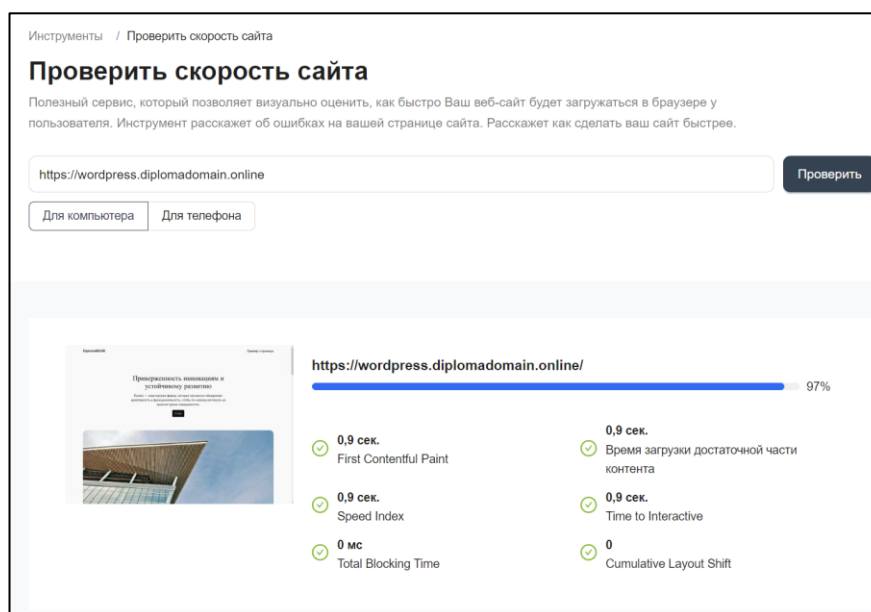 Инструменты / Проверить скорость сайта
Проверить скорость сайта
Полезный сервис, который позволяет визуально оценить, как быстро Ваш веб-сайт будет загружаться в браузере у
пользователя. Инструмент расскажет об ошибках на вашей странице сайта. Расскажет как сделать ваш сайт быстрее.
https://wordpress.diplomadomain.online
Проверить
Для компьютера
Для телефона
Приверженность инновациям и
устойчивому развитию
https://wordpress.diplomadomain.online/
97%
0,9 сек.
First Contentful Paint
0,9 сек.
Время загрузки достаточной части
контента
0,9 сек.
Speed Index
0,9 сек.
Time to Interactive
0 мс
Total Blocking Time
0
Cumulative Layout Shift